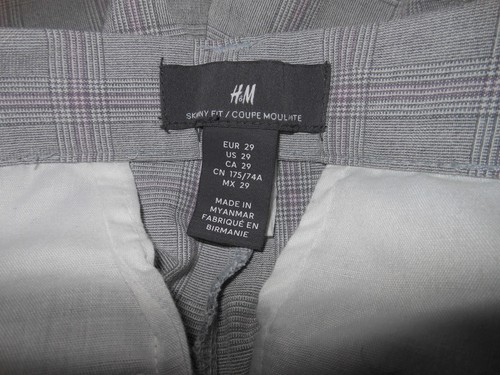 H&M
SKINNY FIT / COUPE MOULANTE
EUR 29
US 29
CA 29
CN 175/74A
MX 29
MADE IN
MYANMAR
FABRIQUÉ EN
BIRMANIE